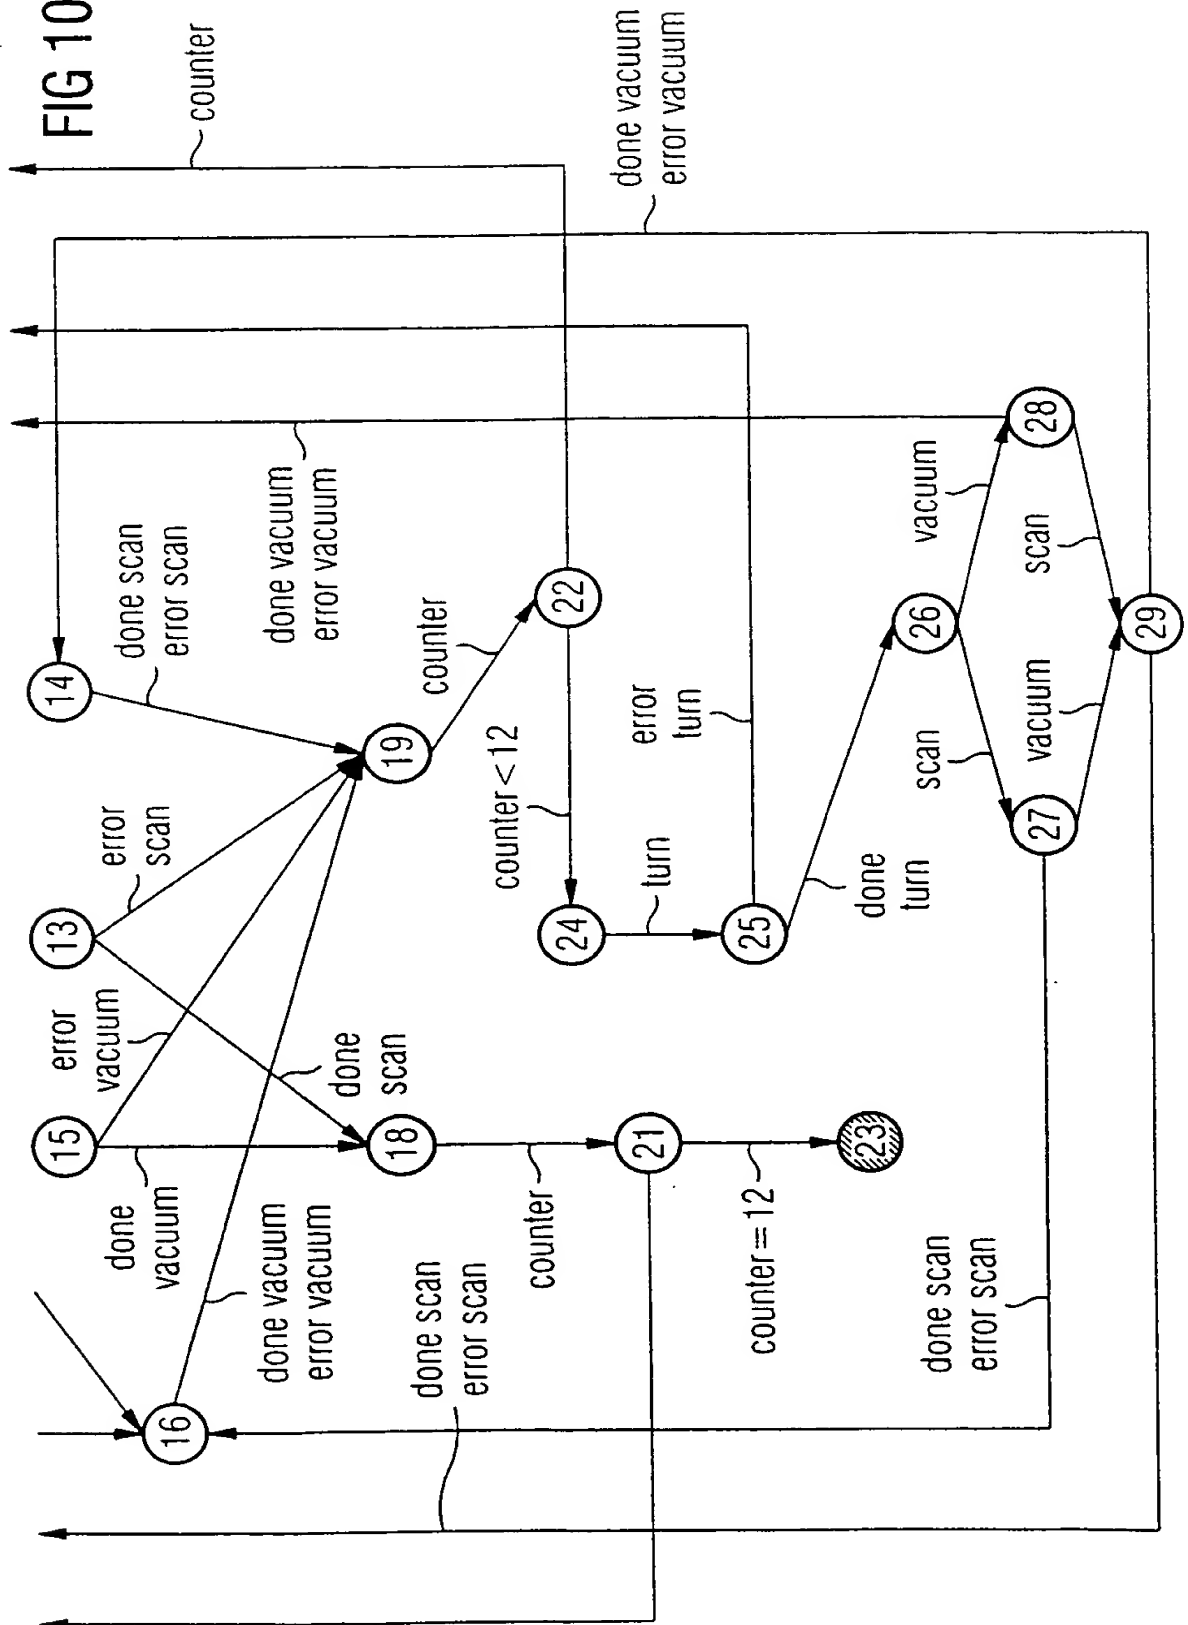 FIG 10
counter
done vacuum
error vacuum
14
done scan
error scan
done vacuum
error vacuum
13
error
scan
19
counter
22
28
vacuum
scan
15
error
vacuum
done
scan
counter<12
error
turn
26
29
done
vacuum
18
24
turn
25
done
turn
scan
vacuum
27
16
done vacuum
error vacuum
counter
21
23
done scan
error scan
counter=12
done scan
error scan